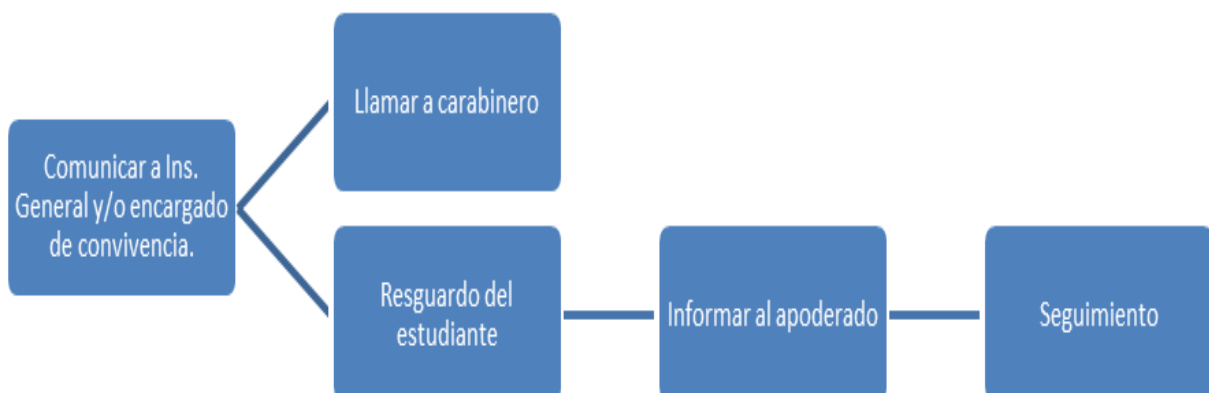 Comunicar a Ins.
General y/o encargado
de convivencia.
Llamar a carabinero
Resguardo del
estudiante
Informar al apoderado
Seguimiento